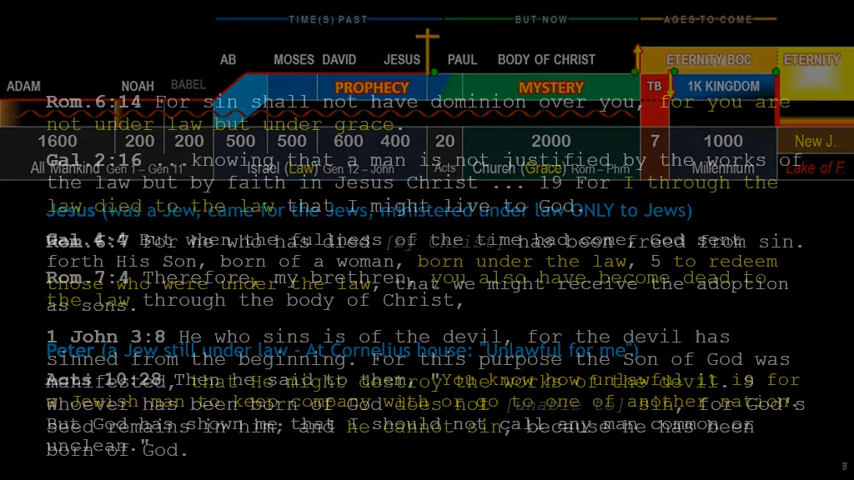 TIME(S) PAST BUT NOW AGES TO COME
AB MOSES DAVID JESUS PAUL BODY OF CHRIST ETERNITY BOC ETERNITY
ADAM NOAH BABEL PROPHECY MYSTERY TB 1K KINGDOM
Rom.6:14 For sin shall not have dominion over you, for you are
not under law but under grace.
1600 200 200 500 500 600 400 20 2000 7 1000 New J.
All Mankind Gen 1 – Gen 11 Israel (Law) Gen 12 – John Acts Church (Grace) Rom – Phm Millennium Lake of F.
Gal 2:16 ...knowing that a man is not justified by the works of
the law but by faith in Jesus Christ ... 19 For I through the
law died to the law that I might live to God.
Jesus (was a Jew, came for the Jews, ministered under law ONLY to Jews)
Gal 4:4 But when the fullness of the time had come, God sent
forth His Son, born of a woman, born under the law, 5 to redeem
those who were under the law, that we might receive the adoption
as sons.
Rom 6:7 For he who has died [by Christ] has been freed from sin.
Rom 7:4 Therefore, my brethren, you also have become dead to
the law through the body of Christ,
1 John 3:8 He who sins is of the devil, for the devil has
sinned from the beginning. For this purpose the Son of God was
manifested, that He might destroy the works of the devil. 9
Whoever has been born of God does not [unable to] sin, for God's
seed remains in him; and he cannot sin, because he has been
born of God.
Peter (a Jew still under law - At Cornelius house: "Unlawful for me")
Acts 10:28 Then he said to them, "You know how unlawful it is for
a Jewish man to keep company with or go to one of another nation.
But God has shown me that I should not call any man common or
unclean."